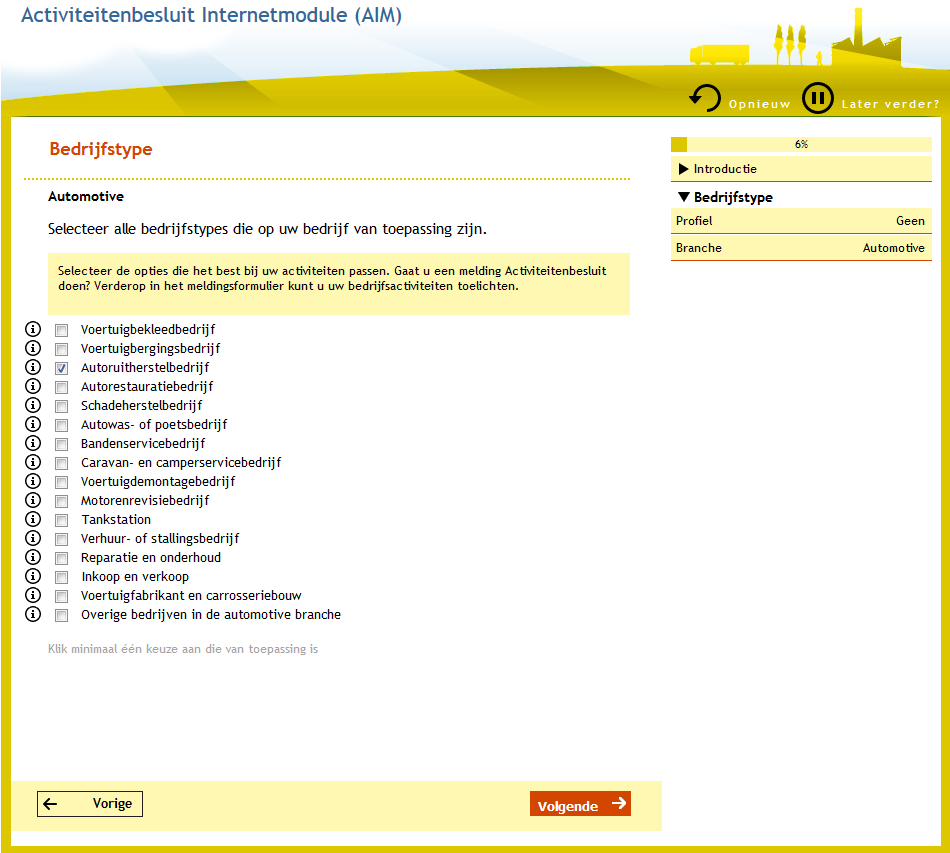 Activiteitenbesluit Internetmodule (AIM)
Opnieuw
Later verder?
Bedrijfstype
Automotive
Selecteer alle bedrijfstypes die op uw bedrijf van toepassing zijn.
Selecteer de opties die het best bij uw activiteiten passen. Gaat u een melding Activiteitenbesluit
doen? Verderop in het meldingsformulier kunt u uw bedrijfsactiviteiten toelichten.
Voertuigbekleedbedrijf
Voertuigbergingsbedrijf
Autoruitherstelbedrijf
Autorestauratiebedrijf
Schadeherstelbedrijf
Autowas- of poetsbedrijf
Bandenservicebedrijf
Caravan- en camperservicebedrijf
Voertuigdemontagebedrijf
Motorenrevisiebedrijf
Tankstation
Verhuur- of stallingsbedrijf
Reparatie en onderhoud
Inkoop en verkoop
Voertuigfabrikant en carrosseriebouw
Overige bedrijven in de automotive branche
Klik minimaal één keuze aan die van toepassing is
Vorige
Volgende
6%
Introductie
Bedrijfstype
Profiel Geen
Branche Automotive